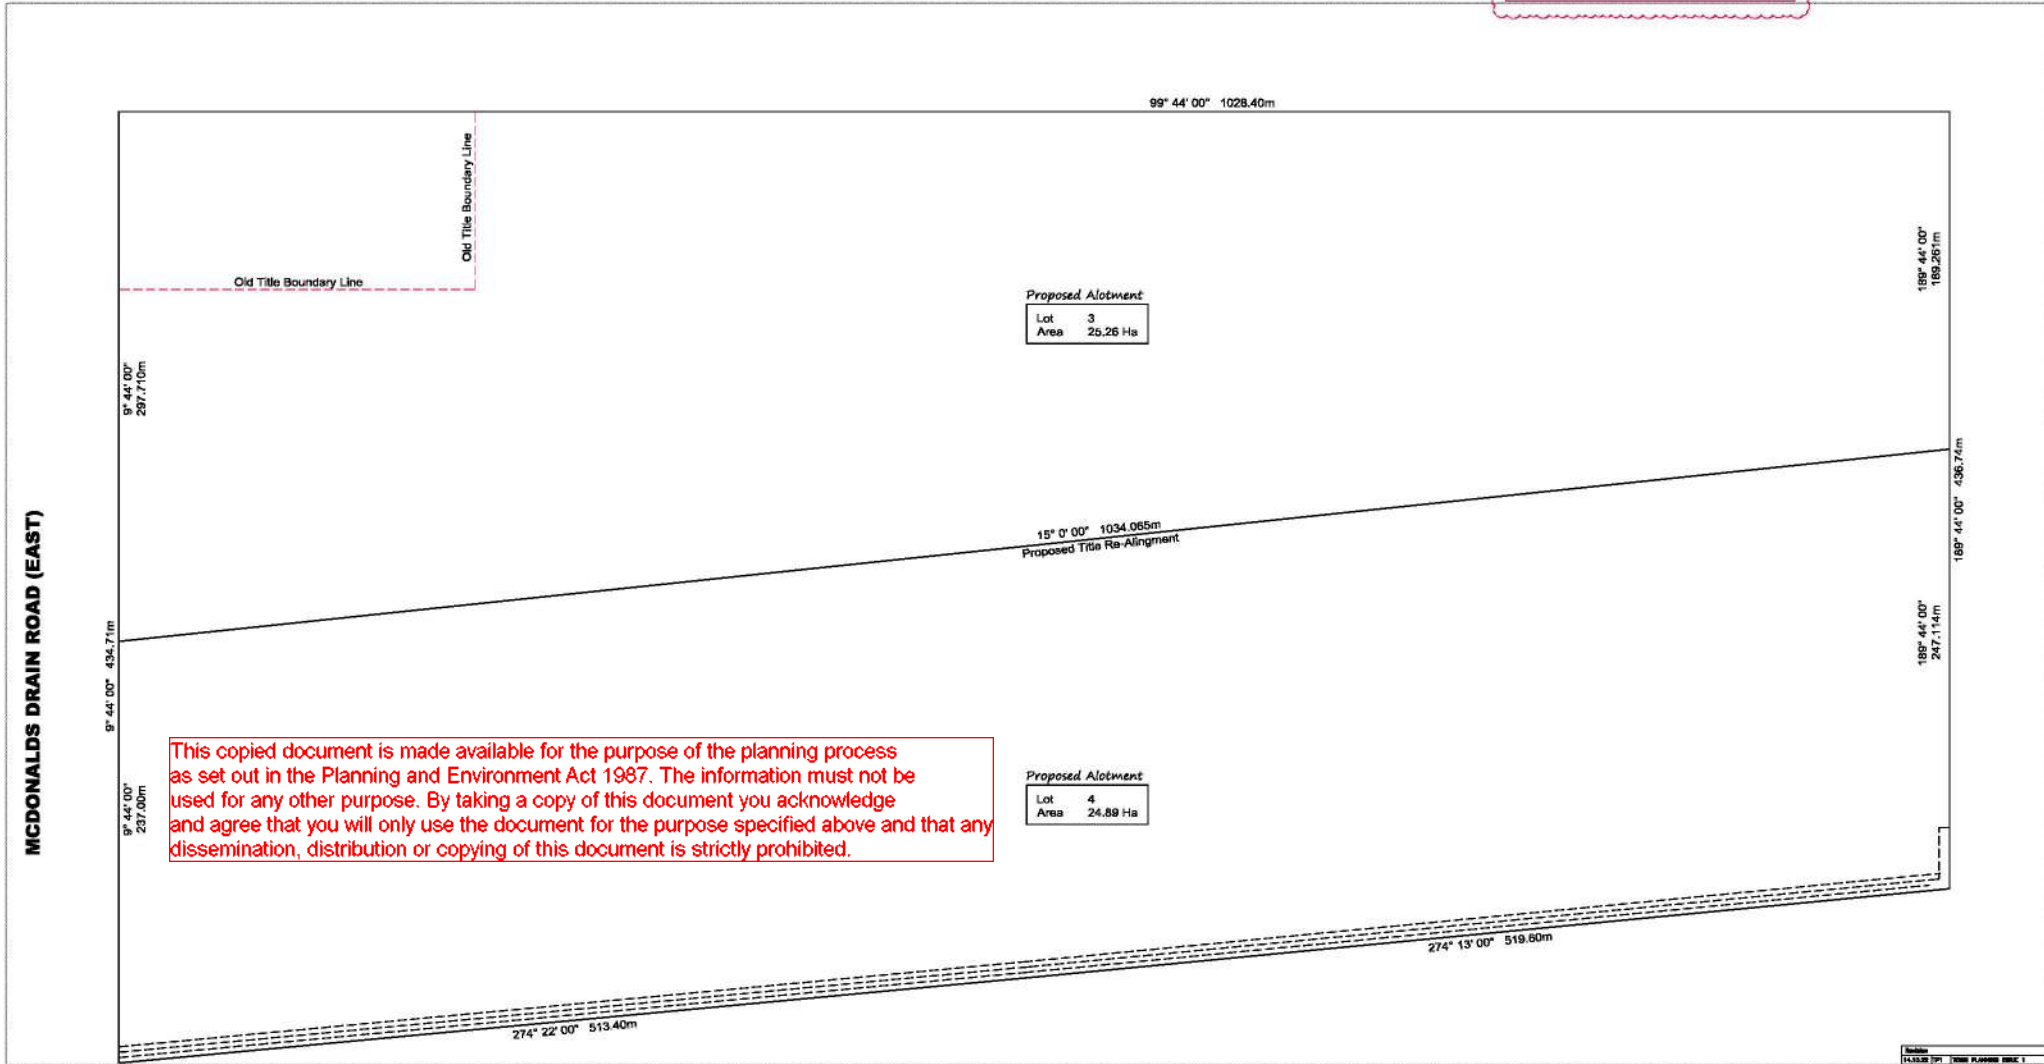 99° 44' 00" 1028.40m
Old Title Boundary Line
Old Title Boundary Line
189° 44' 00"
189.261m
Proposed Alotment
Lot 3
Area 25.26 Ha
9° 44' 00"
297.710m
189° 44' 00" 436.74m
15° 0' 00" 1034.065m
Proposed Title Re-Alingment
MCDONALDS DRAIN ROAD (EAST)
9° 44' 00" 434.71m
189° 44' 00"
247.114m
This copied document is made available for the purpose of the planning process
as set out in the Planning and Environment Act 1987. The information must not be
used for any other purpose. By taking a copy of this document you acknowledge
and agree that you will only use the document for the purpose specified above and that any
dissemination, distribution or copying of this document is strictly prohibited.
9° 44' 00"
237.00m
Proposed Alotment
Lot 4
Area 24.89 Ha
274° 13' 00" 519.60m
274° 22' 00" 513.40m